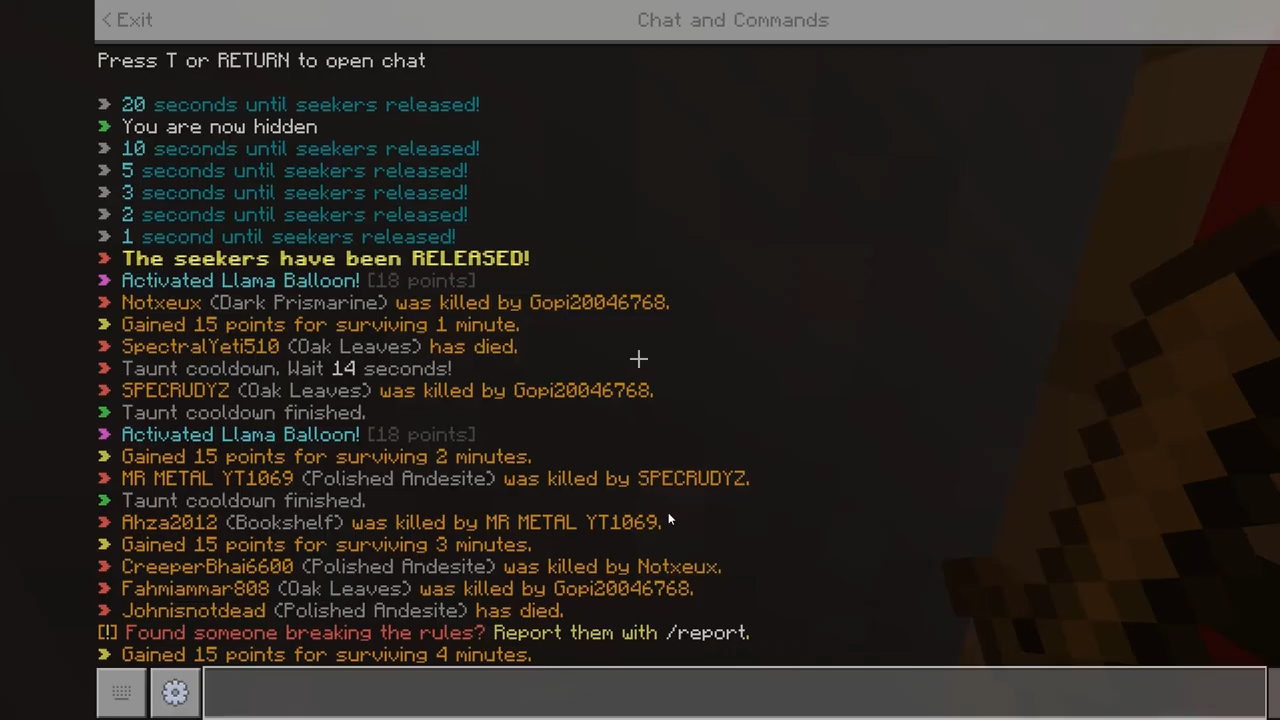 < Exit
Chat and Commands
Press T or RETURN to open chat
20 seconds until seekers released!
You are now hidden
10 seconds until seekers released!
5 seconds until seekers released!
3 seconds until seekers released!
2 seconds until seekers released!
1 second until seekers released!
The seekers have been RELEASED!
Activated Llama Balloon! [18 points]
Notxeux (Dark Prismarine) was killed by Gopi20046768.
Gained 15 points for surviving 1 minute.
SpectralYeti510 (Oak Leaves) has died.
Taunt cooldown. Wait 14 seconds!
SPECRUDYZ (Oak Leaves) was killed by Gopi20046768.
Taunt cooldown finished.
Activated Llama Balloon! [18 points]
Gained 15 points for surviving 2 minutes.
MR METAL YT1069 (Polished Andesite) was killed by SPECRUDYZ.
Taunt cooldown finished.
Ahza2012 (Bookshelf) was killed by MR METAL YT1069.
Gained 15 points for surviving 3 minutes.
CreeperBhai6600 (Polished Andesite) was killed by Notxeux.
Fahmiammar808 (Oak Leaves) was killed by Gopi20046768.
Johnisnotdead (Polished Andesite) has died.
[!] Found someone breaking the rules? Report them with /report.
Gained 15 points for surviving 4 minutes.